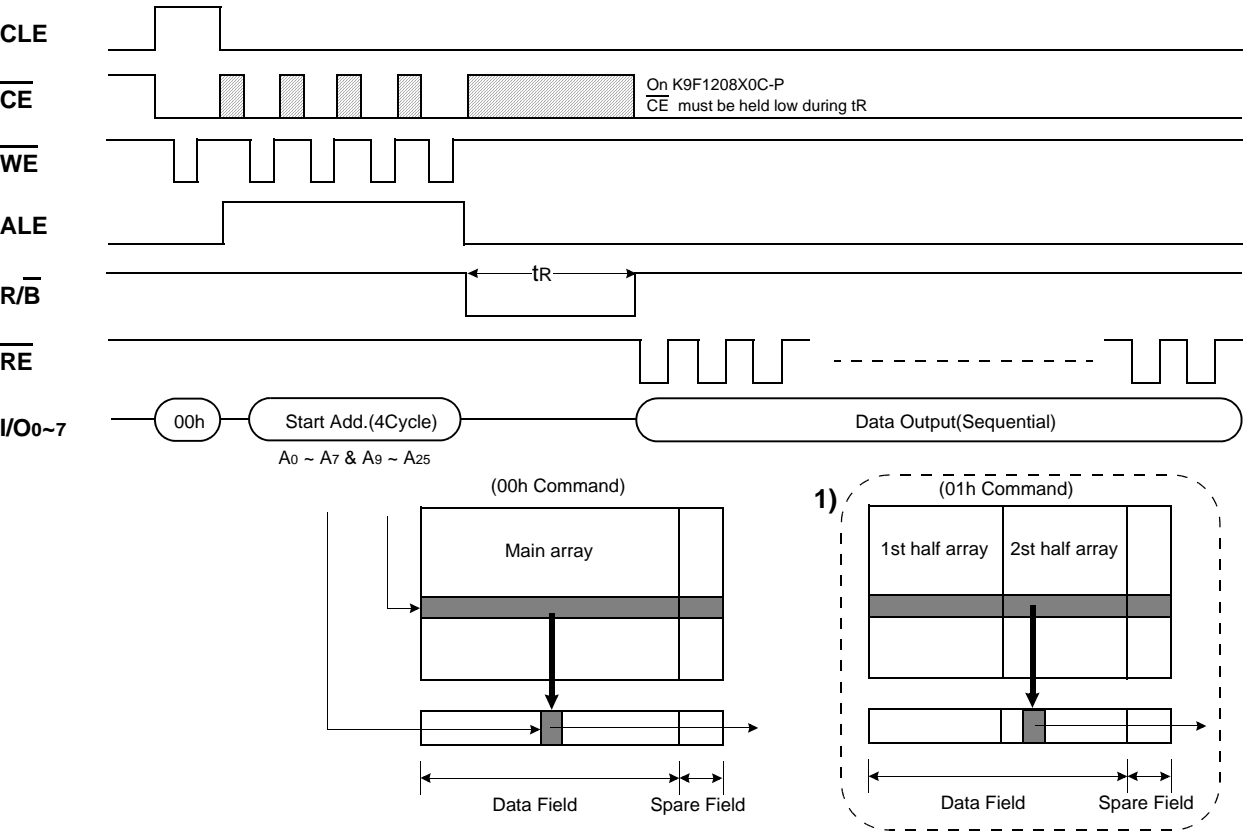 CLE
CE
On K9F1208X0C-P
CE must be held low during tR
WE
ALE
tR
R/B
RE
I/O0~7
00h
Start Add.(4Cycle)
Data Output(Sequential)
A0 ~ A7 & A9 ~ A25
(00h Command)
Main array
Data Field
Spare Field
1)
(01h Command)
1st half array
2st half array
Data Field
Spare Field